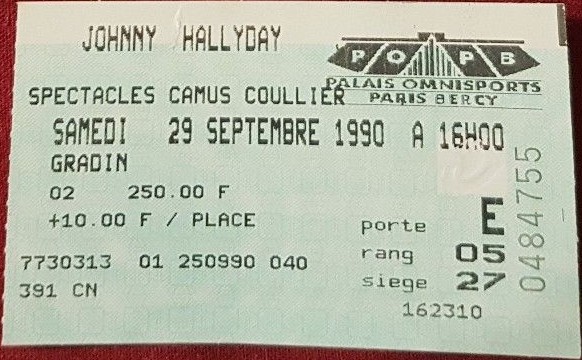 JOHNNY HALLYDAY
POPB
PALAIS OMNISPORTS
PARIS BERCY
SPECTACLES CAMUS COULLIER
SAMEDI 29 SEPTEMBRE 1990 A 16H00
GRADIN
02 250.00 F
+10.00 F / PLACE
porte E
rang 05
siege 27
7730313 01 250990 040
391 CN
162310
0484755